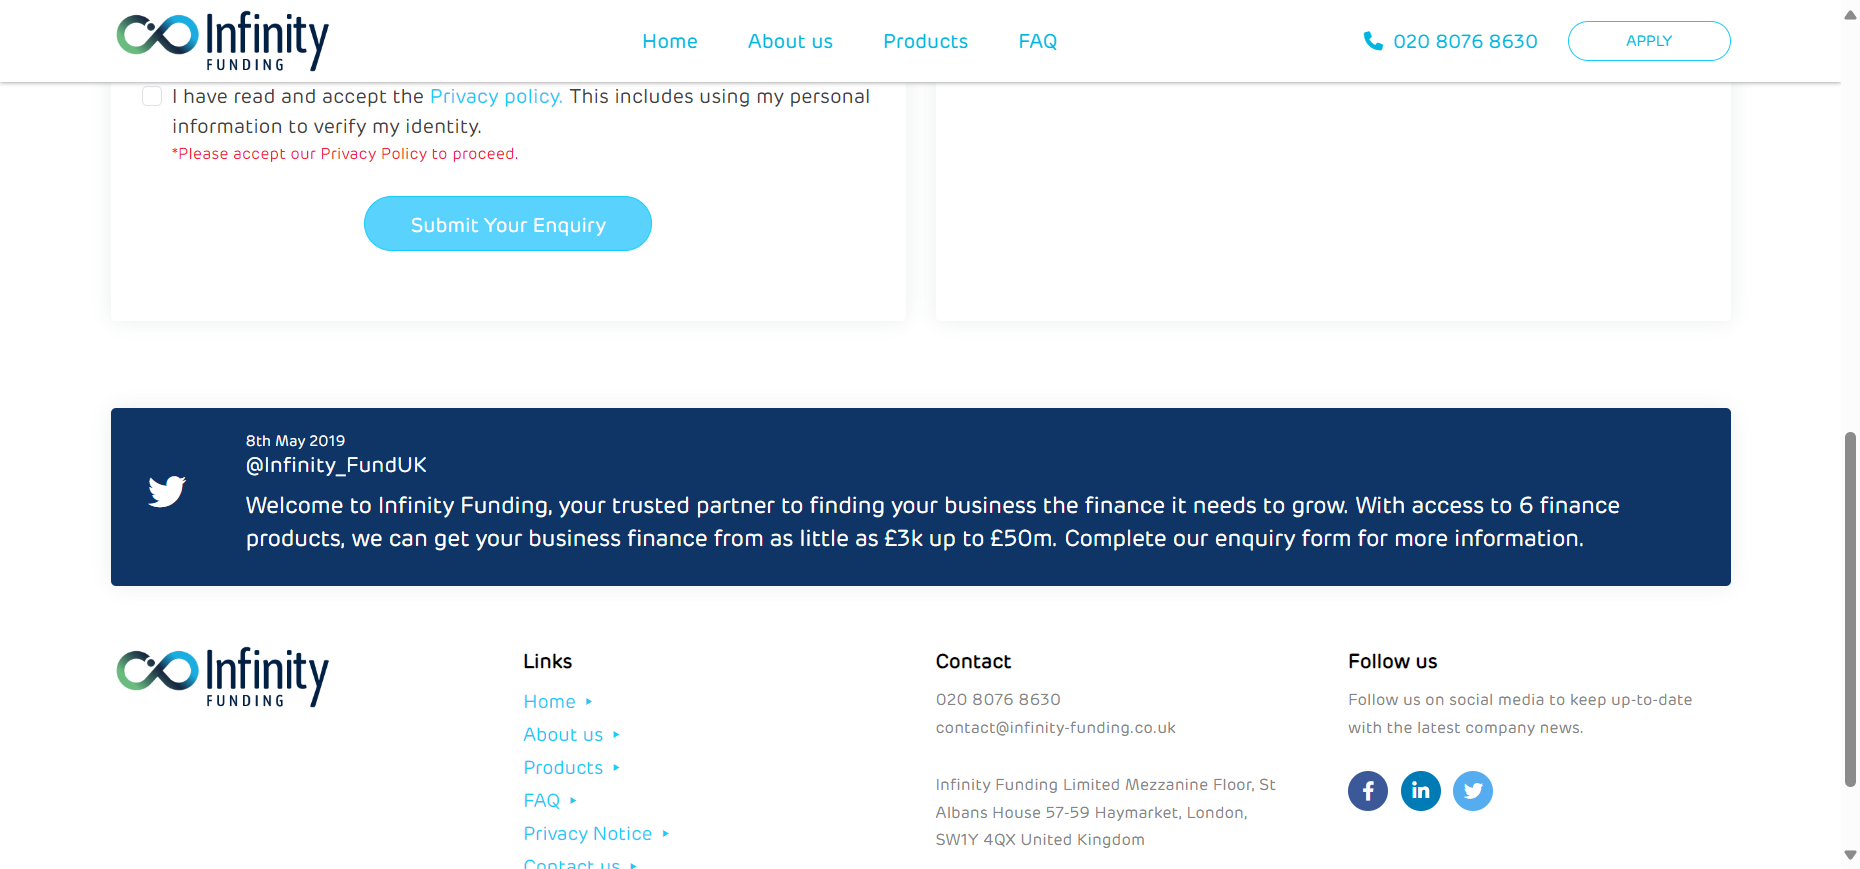 Infinity
FUNDING
Home
About us
Products
FAQ
020 8076 8630
APPLY
I have read and accept the Privacy policy. This includes using my personal
information to verify my identity.
*Please accept our Privacy Policy to proceed.
Submit Your Enquiry
8th May 2019
@Infinity_FundUK
Welcome to Infinity Funding, your trusted partner to finding your business the finance it needs to grow. With access to 6 finance
products, we can get your business finance from as little as £3k up to £50m. Complete our enquiry form for more information.
Infinity
FUNDING
Links
Home
About us
Products
FAQ
Privacy Notice
Contact us
Contact
020 8076 8630
contact@infinity-funding.co.uk
Infinity Funding Limited Mezzanine Floor, St
Albans House 57-59 Haymarket, London,
SW1Y 4QX United Kingdom
Follow us
Follow us on social media to keep up-to-date
with the latest company news.